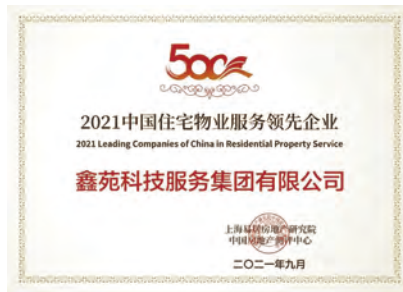 500
2021中国住宅物业服务领先企业
2021 Leading Companies of China in Residential Property Service
鑫苑科技服务集团有限公司
上海易居房地产研究院
中国房地产测评中心
二〇二一年九月